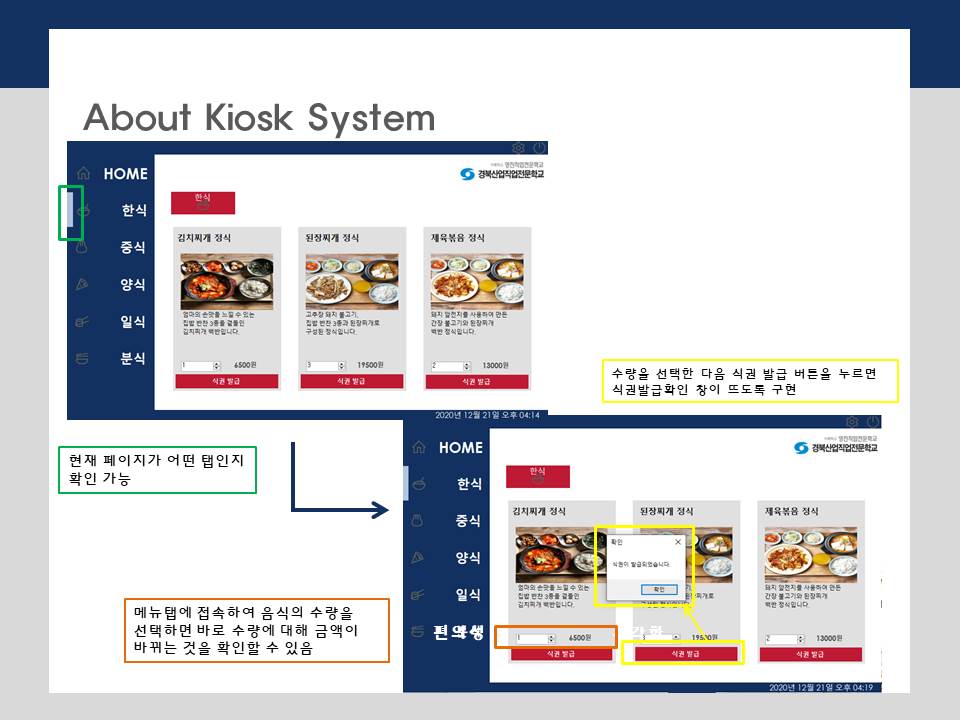 About Kiosk System
HOME
한식
중식
양식
일식
분식
경북산업직업전문학교
한식
김치찌개 정식
엄마의 손맛을 느낄 수 있는
집밥 반찬 3종을 곁들인
김치찌개 백반입니다.
1
6500원
식권 발급
된장찌개 정식
고추장 돼지 불고기,
집밥 반찬 3종과 된장찌개로
구성된 정식입니다.
3
19500원
식권 발급
제육볶음 정식
돼지 앞전지를 사용하여 만든
간장 불고기와 된장찌개
백반 정식입니다.
2
13000원
식권 발급
2020년 12월 21일 오후 04:14
수량을 선택한 다음 식권 발급 버튼을 누르면
식권발급확인 창이 뜨도록 구현
현재 페이지가 어떤 탭인지
확인 가능
메뉴탭에 접속하여 음식의 수량을
선택하면 바로 수량에 대해 금액이
바뀌는 것을 확인할 수 있음
HOME
한식
중식
양식
일식
경북산업직업전문학교
한식
김치찌개 정식
엄마의 손맛을 느낄 수 있는
집밥 반찬 3종을 곁들인
김치찌개 백반입니다.
1
6500원
식권 발급
된장찌개 정식
확인
식권이 발급되었습니다.
확인
구성된 정식입니다.
3
19500원
식권 발급
제육볶음 정식
돼지 앞전지를 사용하여 만든
간장 불고기와 된장찌개
백반 정식입니다.
2
13000원
식권 발급
2020년 12월 21일 오후 04:19